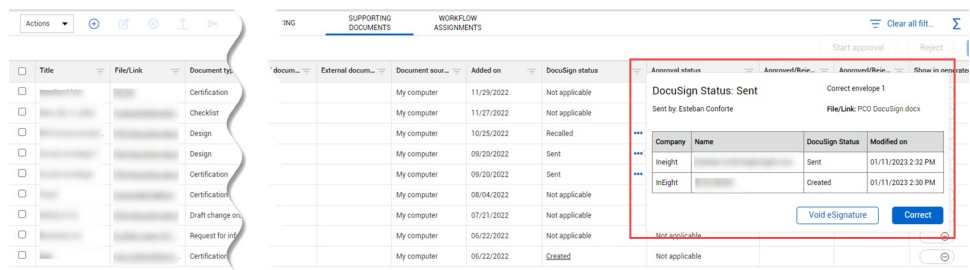 Actions
ING SUPPORTING DOCUMENTS WORKFLOW ASSIGNMENTS Clear all filt...
Start approval Reject
Title File/Link Document typ docum... External docum... Document sour... Added on DocuSign status Approval status Approved/Reje... Approved/Reje... Show in generate
Certification My computer 11/29/2022 Not applicable
Checklist My computer 11/27/2022 Not applicable
Design My computer 10/25/2022 Recalled
Design My computer 09/20/2022 Sent
Certification My computer 09/20/2022 Sent
Certification My computer 08/04/2022 Not applicable
Draft change ord My computer 07/21/2022 Not applicable
Request for inf My computer 06/22/2022 Not applicable Not applicable
Certification My computer 06/22/2022 Created Not applicable
DocuSign Status: Sent Correct envelope 1
Sent by: Esteban Conforte File/Link: PCO DocuSign.docx
Company Name DocuSign Status Modified on
Ineight Sent 01/11/2023 2:32 PM
InEight Created 01/11/2023 2:30 PM
Void eSignature Correct